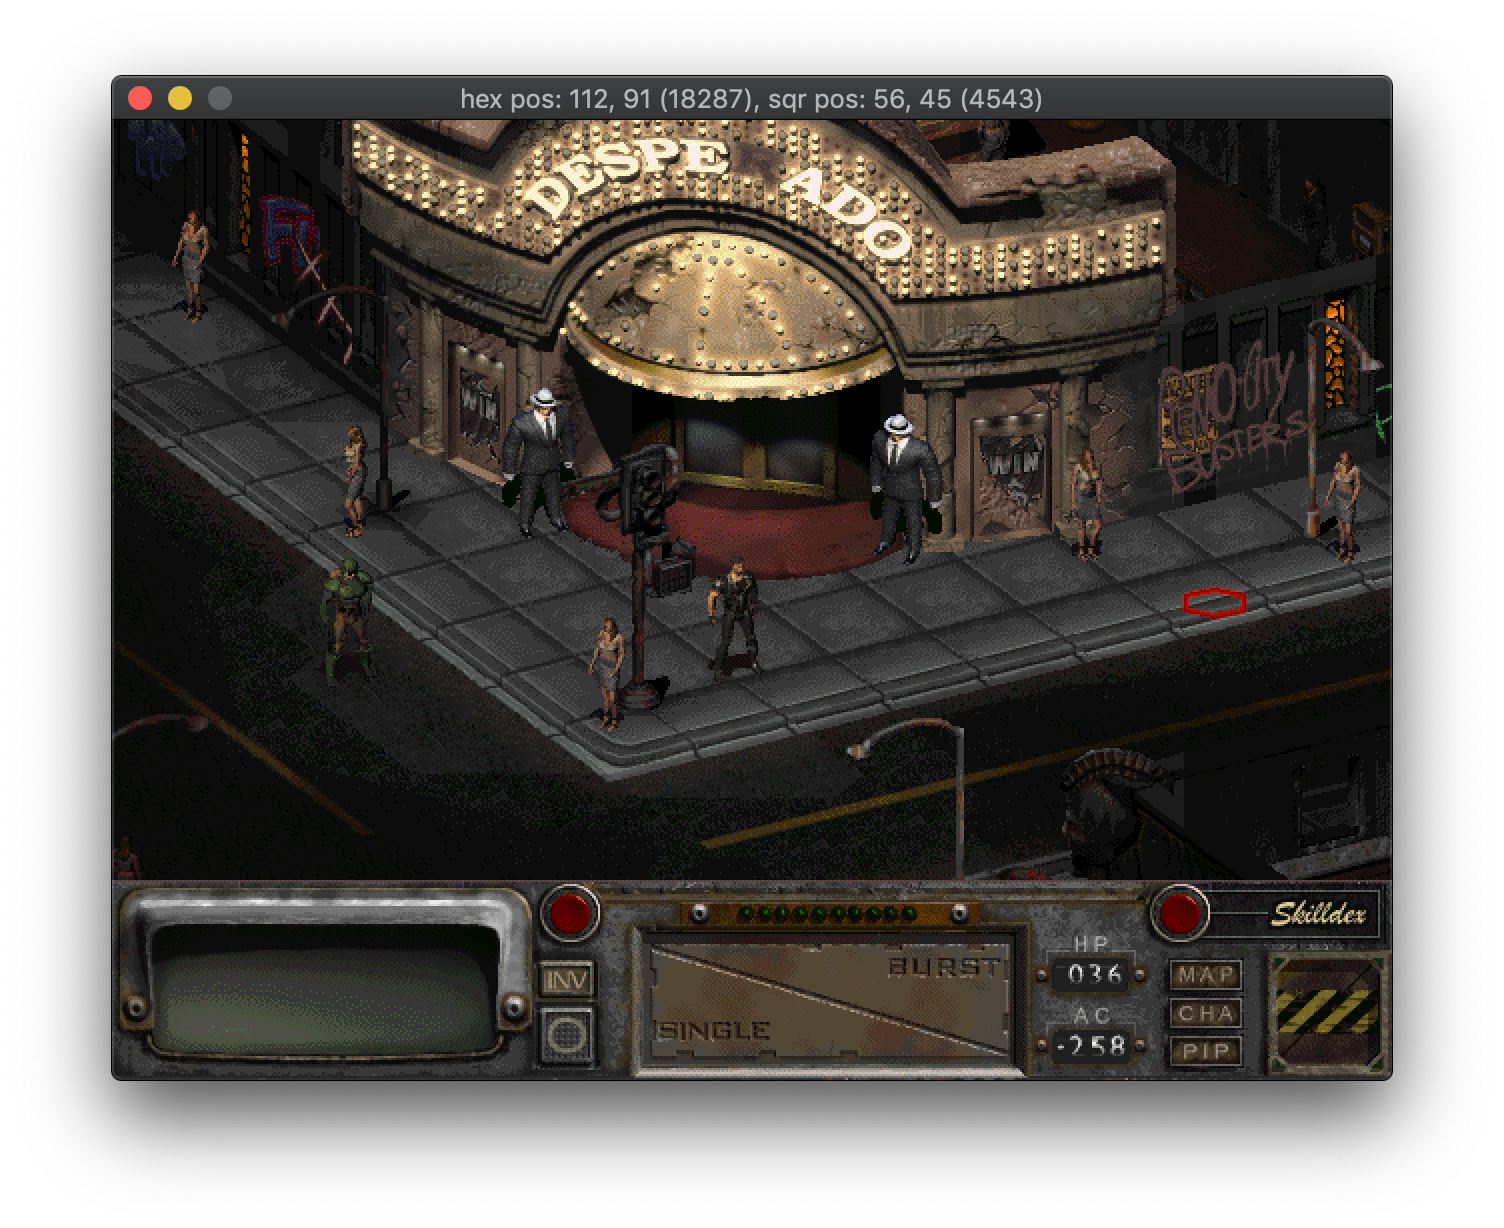 hex pos: 112, 91 (18287), sqr pos: 56, 45 (4543)
DESPE ADO
WIN
WIN
BUSTERS
Skilldex
HP
036
INV
BURST
MAP
CHA
AC
SINGLE
-258
PIP